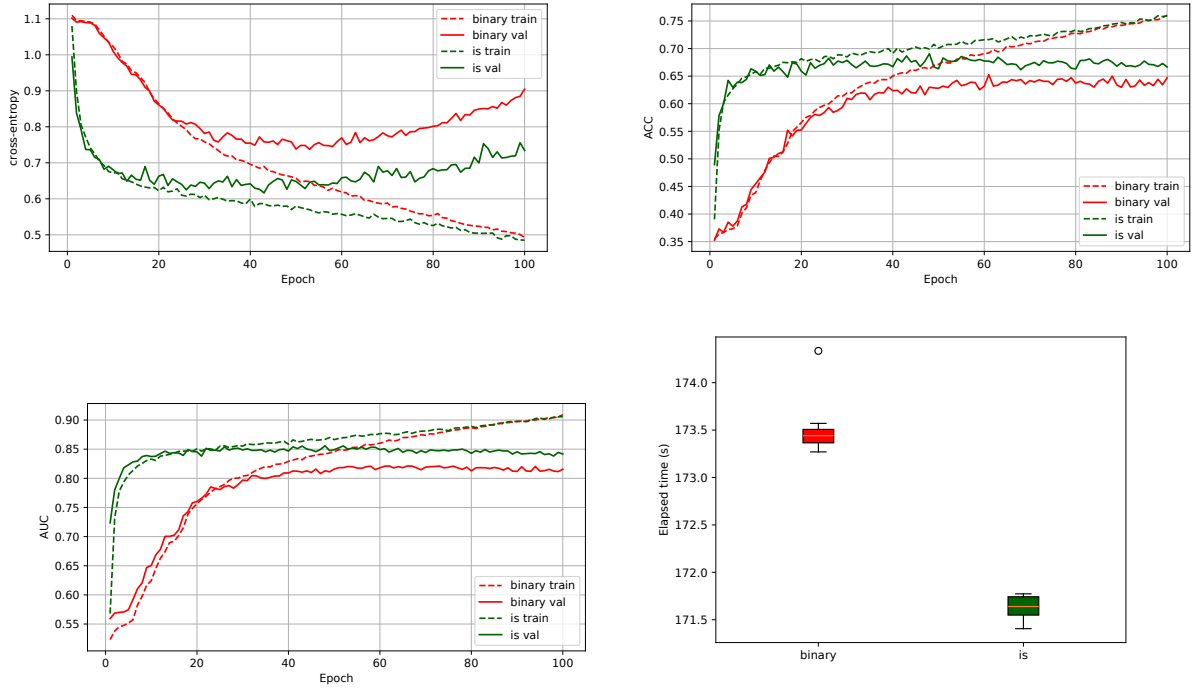 cross-entropy
1.1
1.0
0.9
0.8
0.7
0.6
0.5
0 20 40 60 80 100
Epoch
binary train
binary val
is train
is val
ACC
0.75
0.70
0.65
0.60
0.55
0.50
0.45
0.40
0.35
0 20 40 60 80 100
Epoch
binary train
binary val
is train
is val
AUC
0.90
0.85
0.80
0.75
0.70
0.65
0.60
0.55
0 20 40 60 80 100
Epoch
binary train
binary val
is train
is val
Elapsed time (s)
174.0
173.5
173.0
172.5
172.0
171.5
binary is